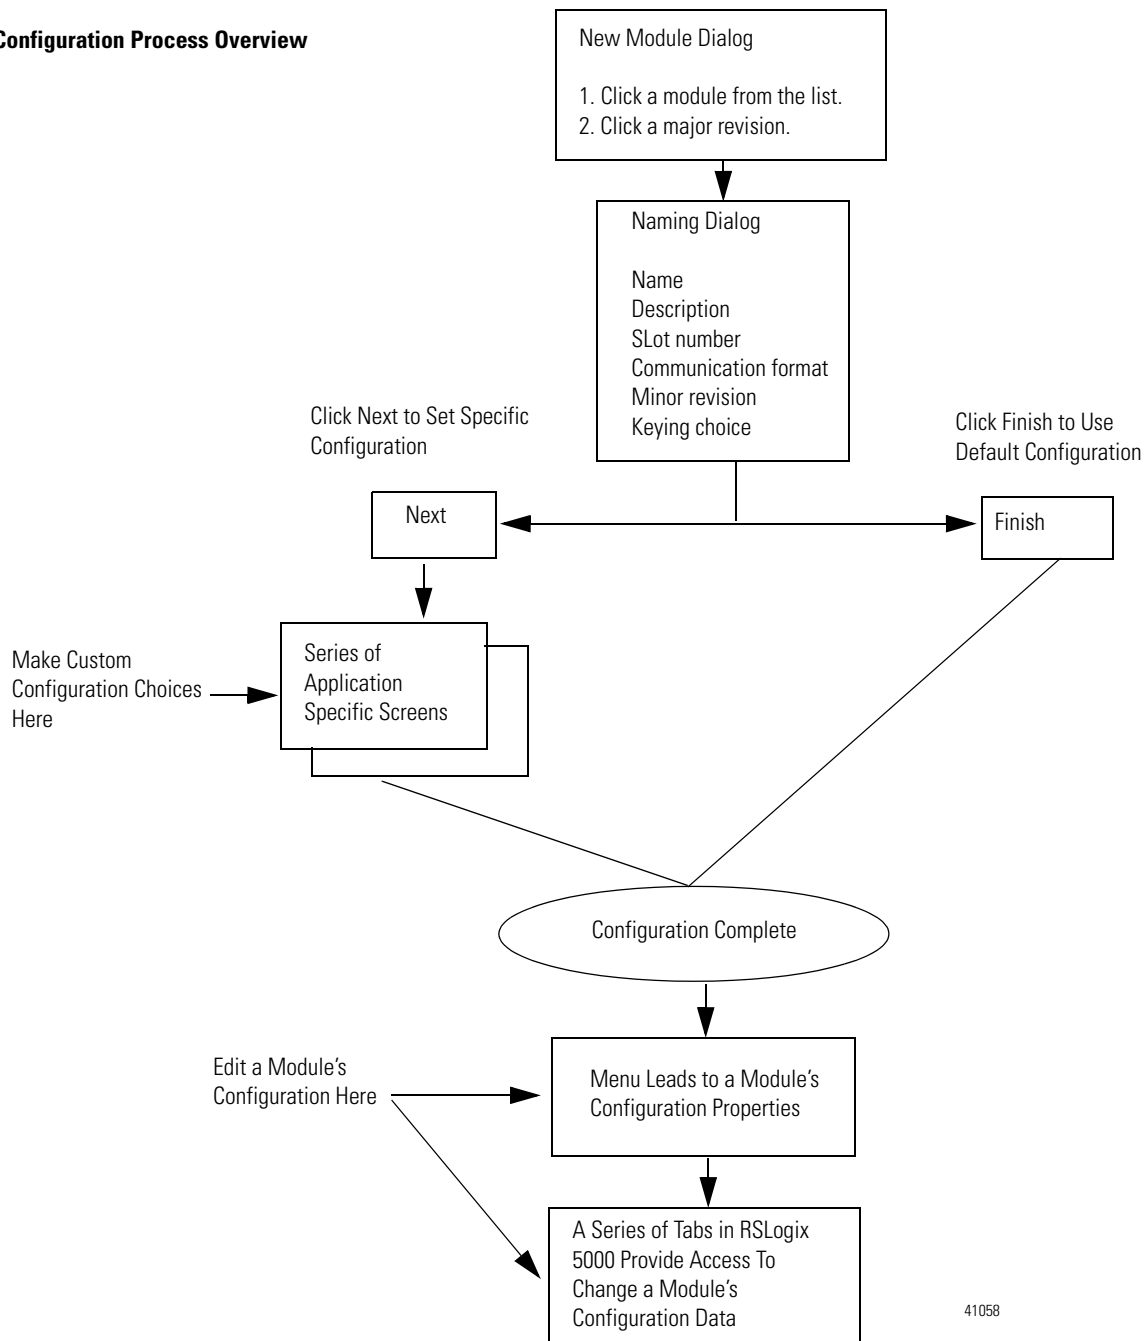 Configuration Process Overview
New Module Dialog
1. Click a module from the list.
2. Click a major revision.
Naming Dialog
Name
Description
SLot number
Communication format
Minor revision
Keying choice
Click Next to Set Specific
Configuration
Click Finish to Use
Default Configuration
Next
Finish
Make Custom
Configuration Choices
Here
Series of
Application
Specific Screens
Configuration Complete
Edit a Module's
Configuration Here
Menu Leads to a Module's
Configuration Properties
A Series of Tabs in RSLogix
5000 Provide Access To
Change a Module's
Configuration Data
41058